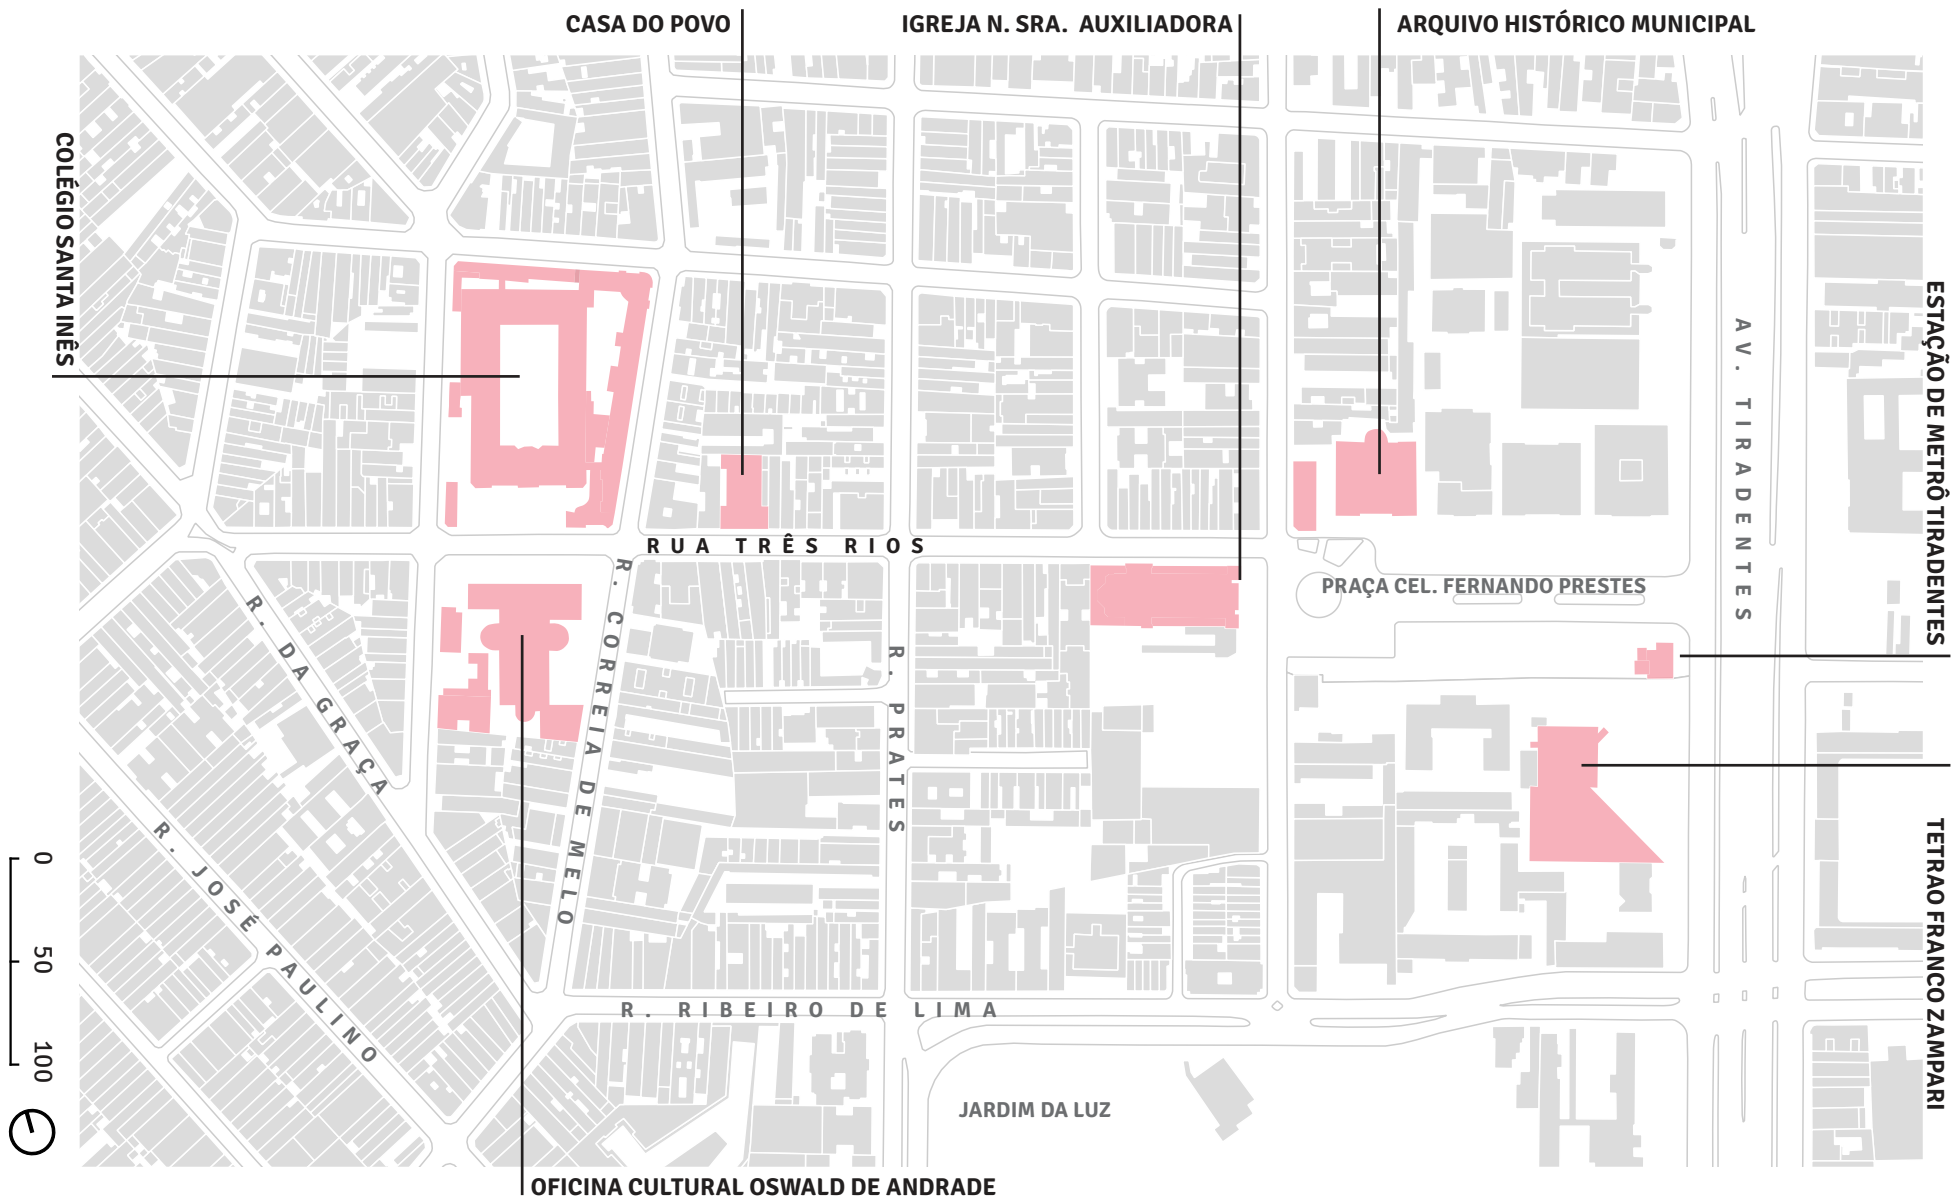 CASA DO POVO
IGREJA N. SRA. AUXILIADORA
ARQUIVO HISTÓRICO MUNICIPAL
COLÉGIO SANTA INÊS
ESTAÇÃO DE METRÔ TIRADENTES
AV. TIRADENTES
RUA TRÊS RIOS
PRAÇA CEL. FERNANDO PRESTES
R. DA GRAÇA
R. CORREIA DE MELO
R. PRATES
R. JOSÉ PAULINO
TETRAO FRANCO ZAMPARI
0
50
100
R. RIBEIRO DE LIMA
JARDIM DA LUZ
OFICINA CULTURAL OSWALD DE ANDRADE